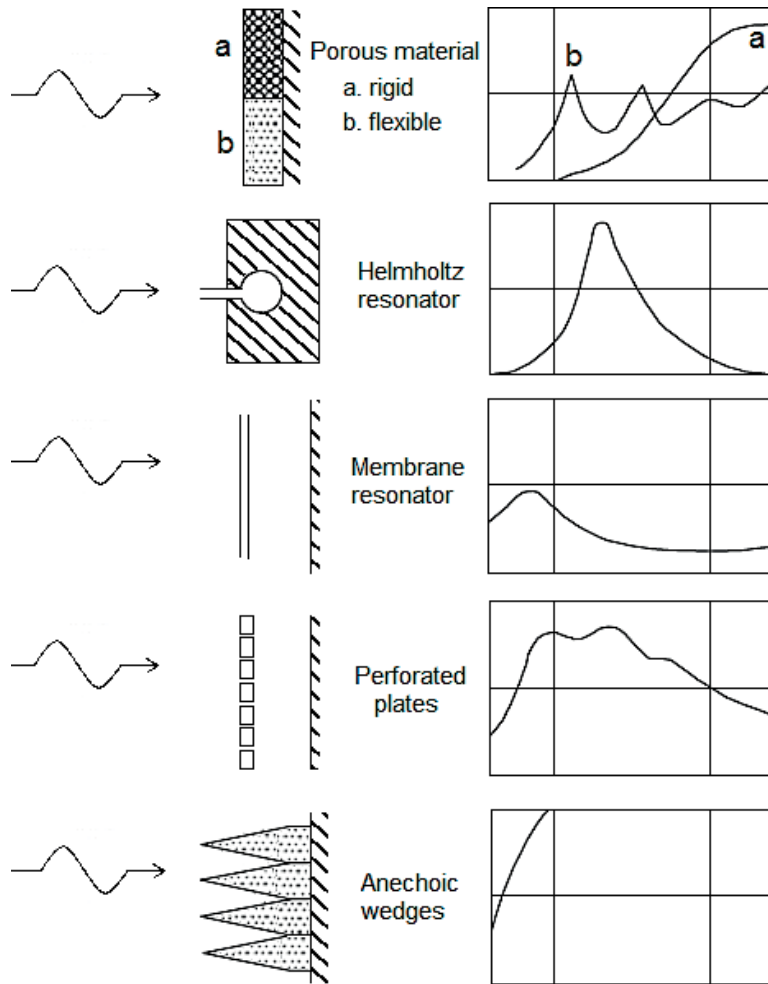 a
b
Porous material
a. rigid
b. flexible
b
a
Helmholtz
resonator
Membrane
resonator
Perforated
plates
Anechoic
wedges